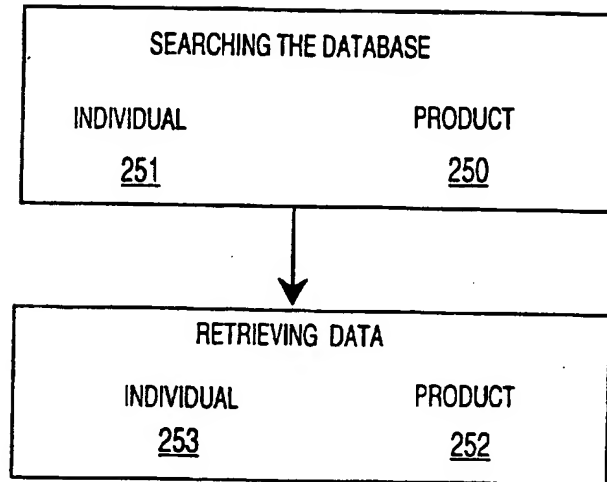 SEARCHING THE DATABASE
INDIVIDUAL PRODUCT
251 250
RETRIEVING DATA
INDIVIDUAL PRODUCT
253 252